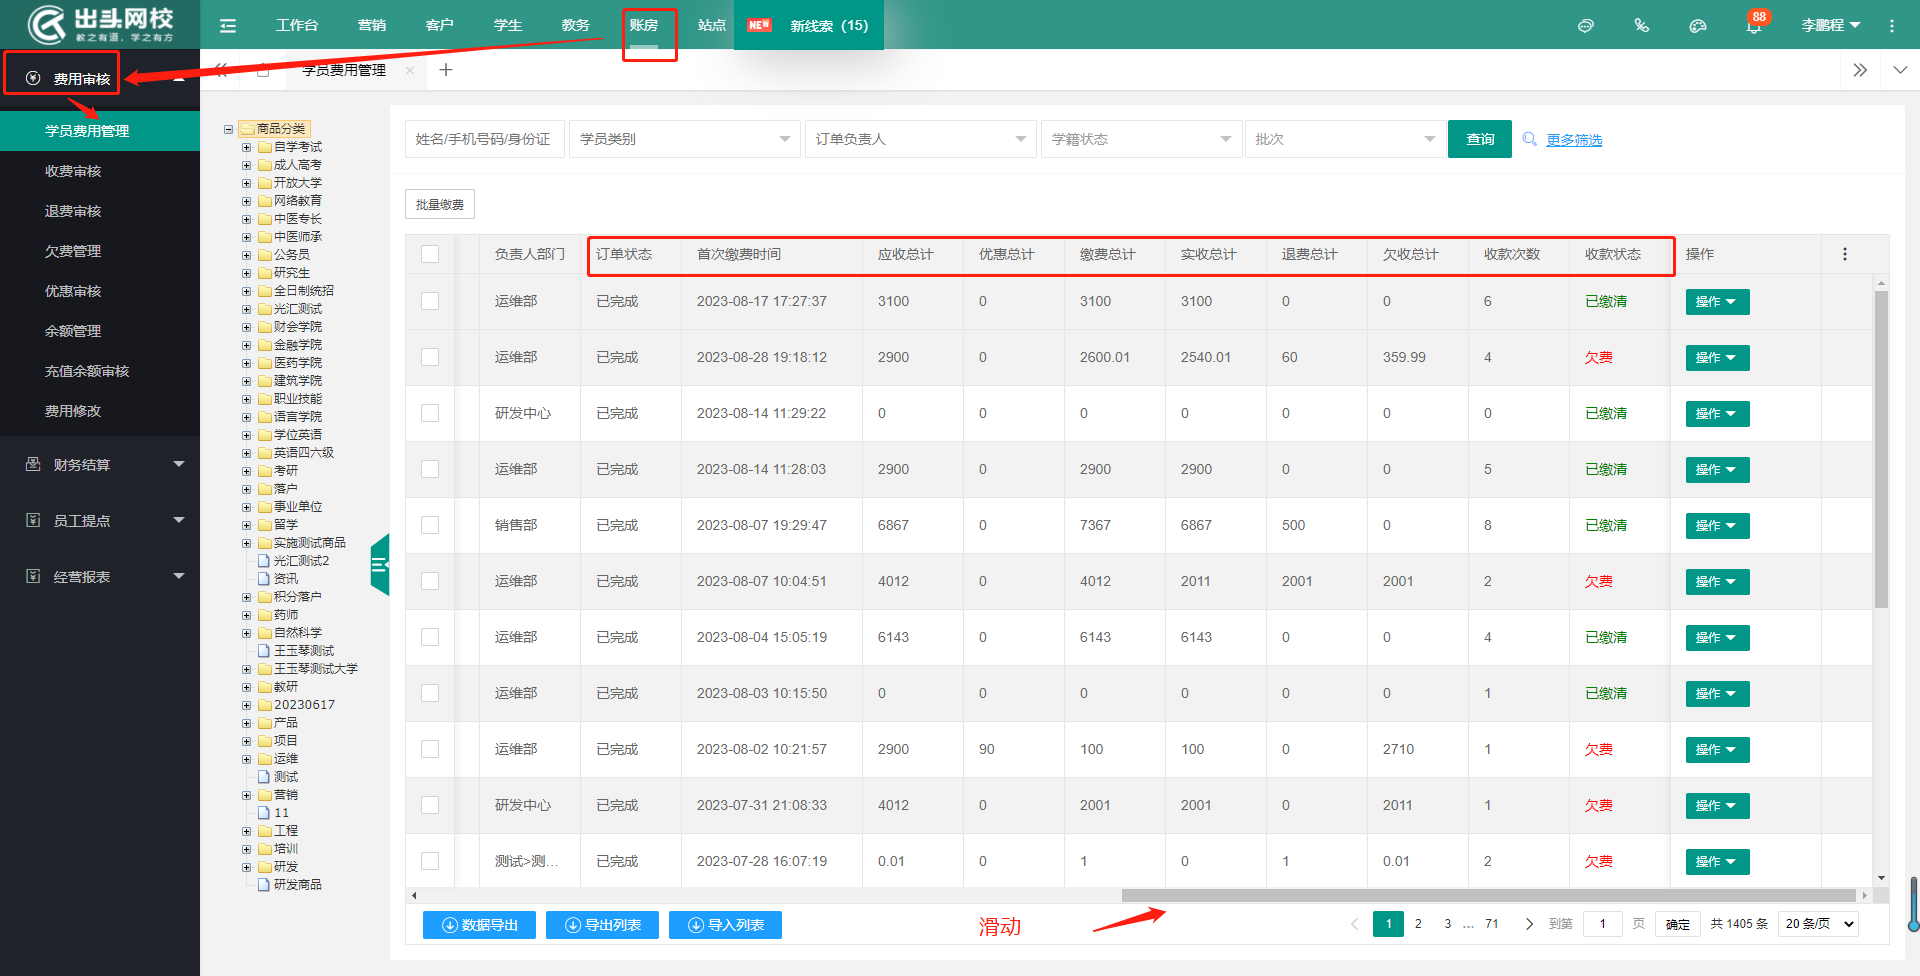 出头网校
教之有道，学之有方
工作台 营销 客户 学生 教务 账房 站点 NEW 新线索（15）
88
李鹏程
费用审核
学员费用管理
收费审核
退费审核
欠费管理
优惠审核
余额管理
充值余额审核
费用修改
财务结算
员工提点
经营报表
学员费用管理
商品分类
自学考试
成人高考
开放大学
网络教育
中医专长
中医师承
公务员
研究生
全日制统招
光汇测试
财会学院
金融学院
医药学院
建筑学院
职业技能
语言学院
学位英语
英语四六级
考研
落户
事业单位
留学
实施测试商品
光汇测试2
资讯
积分落户
药师
自然科学
王玉琴测试
王玉琴测试大学
教研
20230617
产品
项目
运维
测试
营销
11
工程
培训
研发
研发商品
姓名/手机号码/身份证 学员类别 订单负责人 学籍状态 批次 查询 更多筛选
批量缴费
负责人部门 订单状态 首次缴费时间 应收总计 优惠总计 缴费总计 实收总计 退费总计 欠收总计 收款次数 收款状态 操作
运维部 已完成 2023-08-17 17:27:37 3100 0 3100 3100 0 0 6 已缴清 操作
运维部 已完成 2023-08-28 19:18:12 2900 0 2600.01 2540.01 60 359.99 4 欠费 操作
研发中心 已完成 2023-08-14 11:29:22 0 0 0 0 0 0 0 已缴清 操作
运维部 已完成 2023-08-14 11:28:03 2900 0 2900 2900 0 0 5 已缴清 操作
销售部 已完成 2023-08-07 19:29:47 6867 0 7367 6867 500 0 8 已缴清 操作
运维部 已完成 2023-08-07 10:04:51 4012 0 4012 2011 2001 2001 2 欠费 操作
运维部 已完成 2023-08-04 15:05:19 6143 0 6143 6143 0 0 4 已缴清 操作
运维部 已完成 2023-08-03 10:15:50 0 0 0 0 0 0 1 已缴清 操作
运维部 已完成 2023-08-02 10:21:57 2900 90 100 100 0 2710 1 欠费 操作
研发中心 已完成 2023-07-31 21:08:33 4012 0 2001 2001 0 2011 1 欠费 操作
测试>测... 已完成 2023-07-28 16:07:19 0.01 0 1 0 1 0.01 2 欠费 操作
数据导出 导出列表 导入列表 滑动 1 2 3 ... 71 到第 1 页 确定 共 1405 条 20 条/页